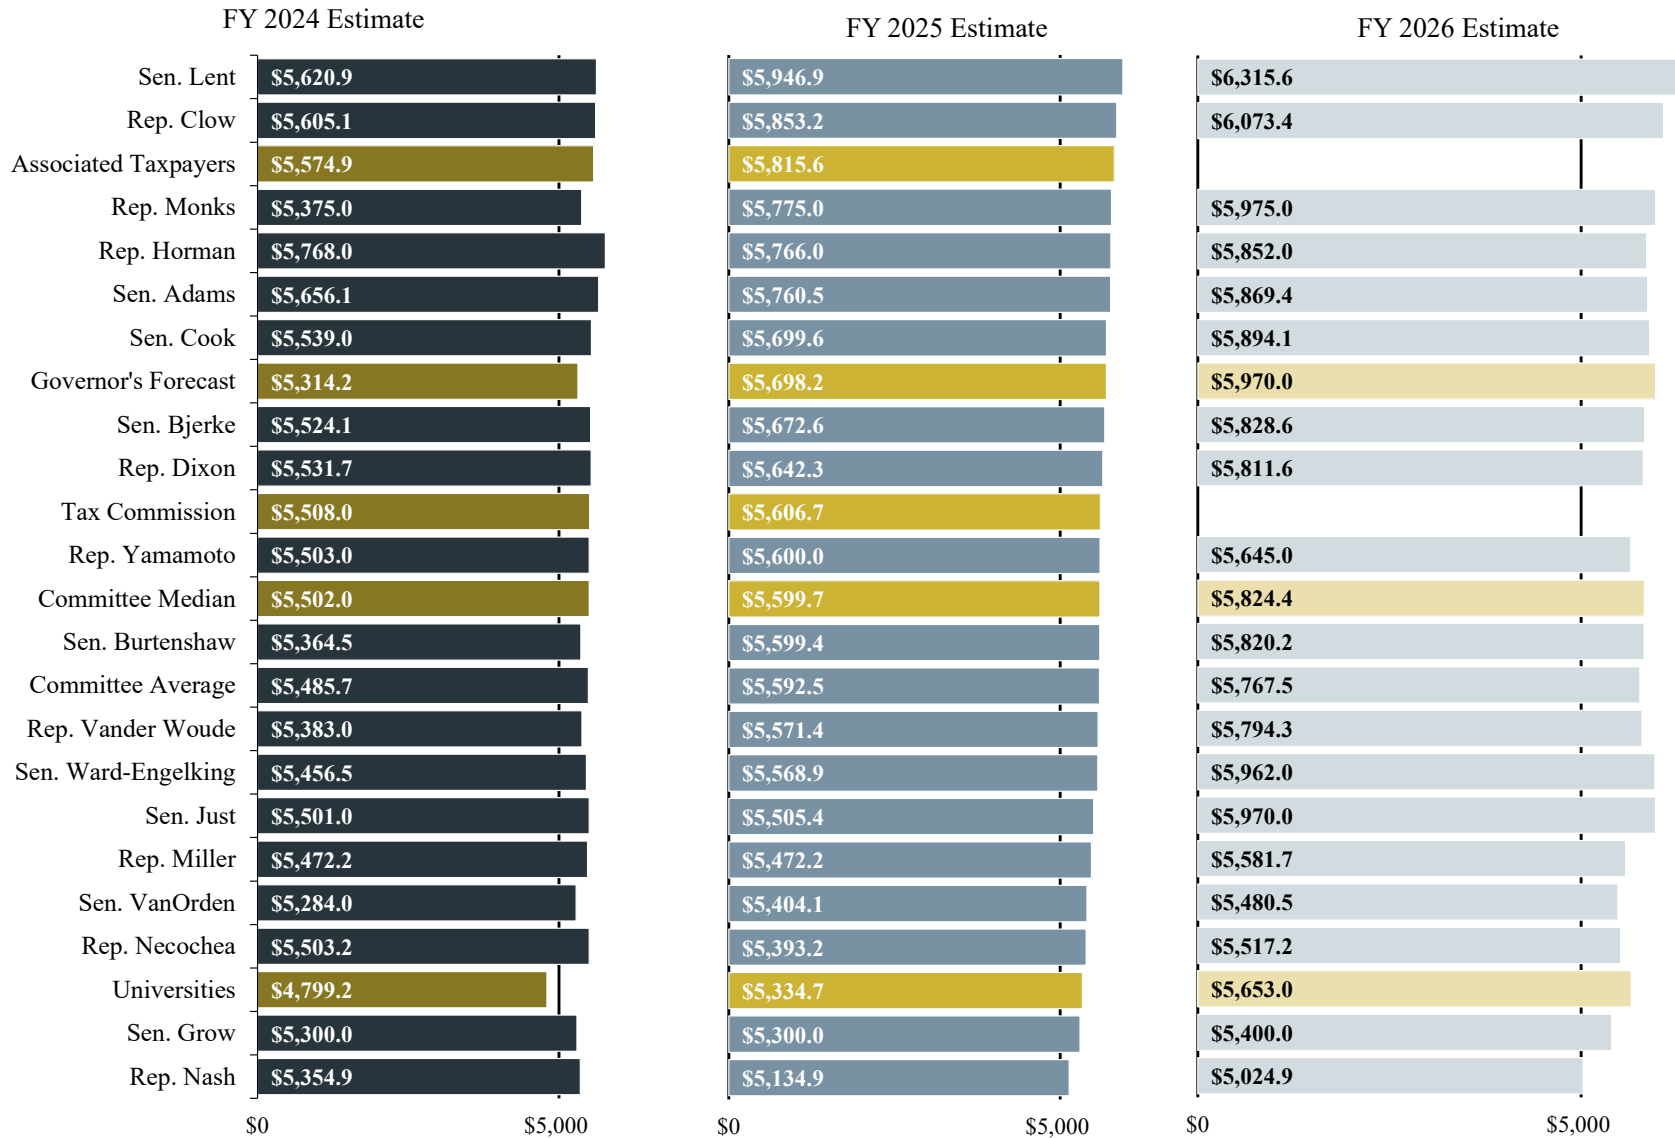 FY 2024 Estimate FY 2025 Estimate FY 2026 Estimate
Sen. Lent $5,620.9 $5,946.9 $6,315.6
Rep. Clow $5,605.1 $5,853.2 $6,073.4
Associated Taxpayers $5,574.9 $5,815.6
Rep. Monks $5,375.0 $5,775.0 $5,975.0
Rep. Horman $5,768.0 $5,766.0 $5,852.0
Sen. Adams $5,656.1 $5,760.5 $5,869.4
Sen. Cook $5,539.0 $5,699.6 $5,894.1
Governor's Forecast $5,314.2 $5,698.2 $5,970.0
Sen. Bjerke $5,524.1 $5,672.6 $5,828.6
Rep. Dixon $5,531.7 $5,642.3 $5,811.6
Tax Commission $5,508.0 $5,606.7
Rep. Yamamoto $5,503.0 $5,600.0 $5,645.0
Committee Median $5,502.0 $5,599.7 $5,824.4
Sen. Burtenshaw $5,364.5 $5,599.4 $5,820.2
Committee Average $5,485.7 $5,592.5 $5,767.5
Rep. Vander Woude $5,383.0 $5,571.4 $5,794.3
Sen. Ward-Engelking $5,456.5 $5,568.9 $5,962.0
Sen. Just $5,501.0 $5,505.4 $5,970.0
Rep. Miller $5,472.2 $5,472.2 $5,581.7
Sen. VanOrden $5,284.0 $5,404.1 $5,480.5
Rep. Necochea $5,503.2 $5,393.2 $5,517.2
Universities $4,799.2 $5,334.7 $5,653.0
Sen. Grow $5,300.0 $5,300.0 $5,400.0
Rep. Nash $5,354.9 $5,134.9 $5,024.9
$0 $5,000 $0 $5,000 $0 $5,000